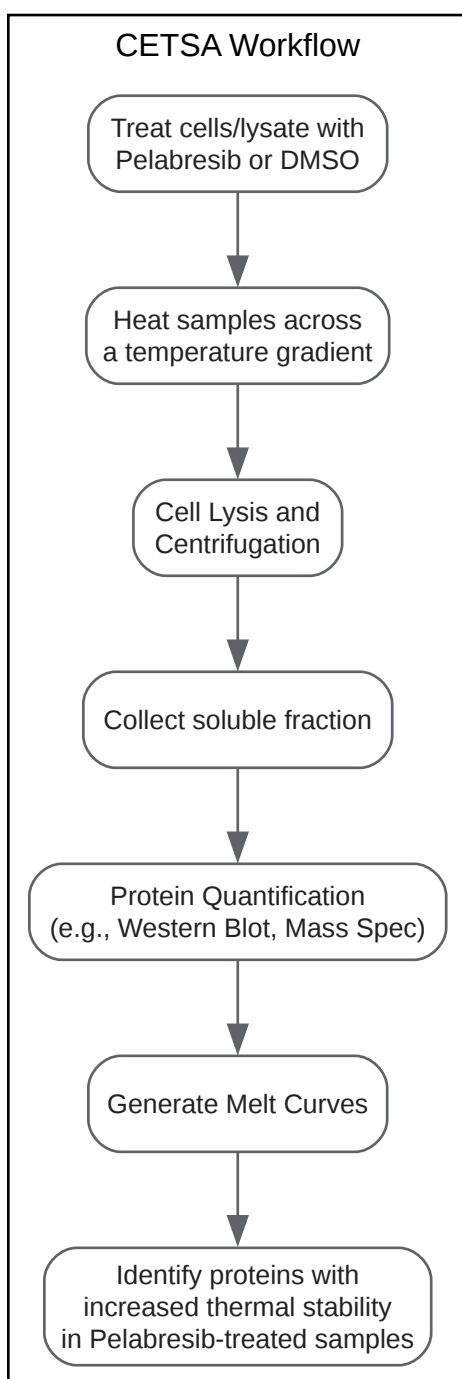 CETSA Workflow
Treat cells/lysate with
Pelabresib or DMSO
Heat samples across
a temperature gradient
Cell Lysis and
Centrifugation
Collect soluble fraction
Protein Quantification
(e.g., Western Blot, Mass Spec)
Generate Melt Curves
Identify proteins with
increased thermal stability
in Pelabresib-treated samples